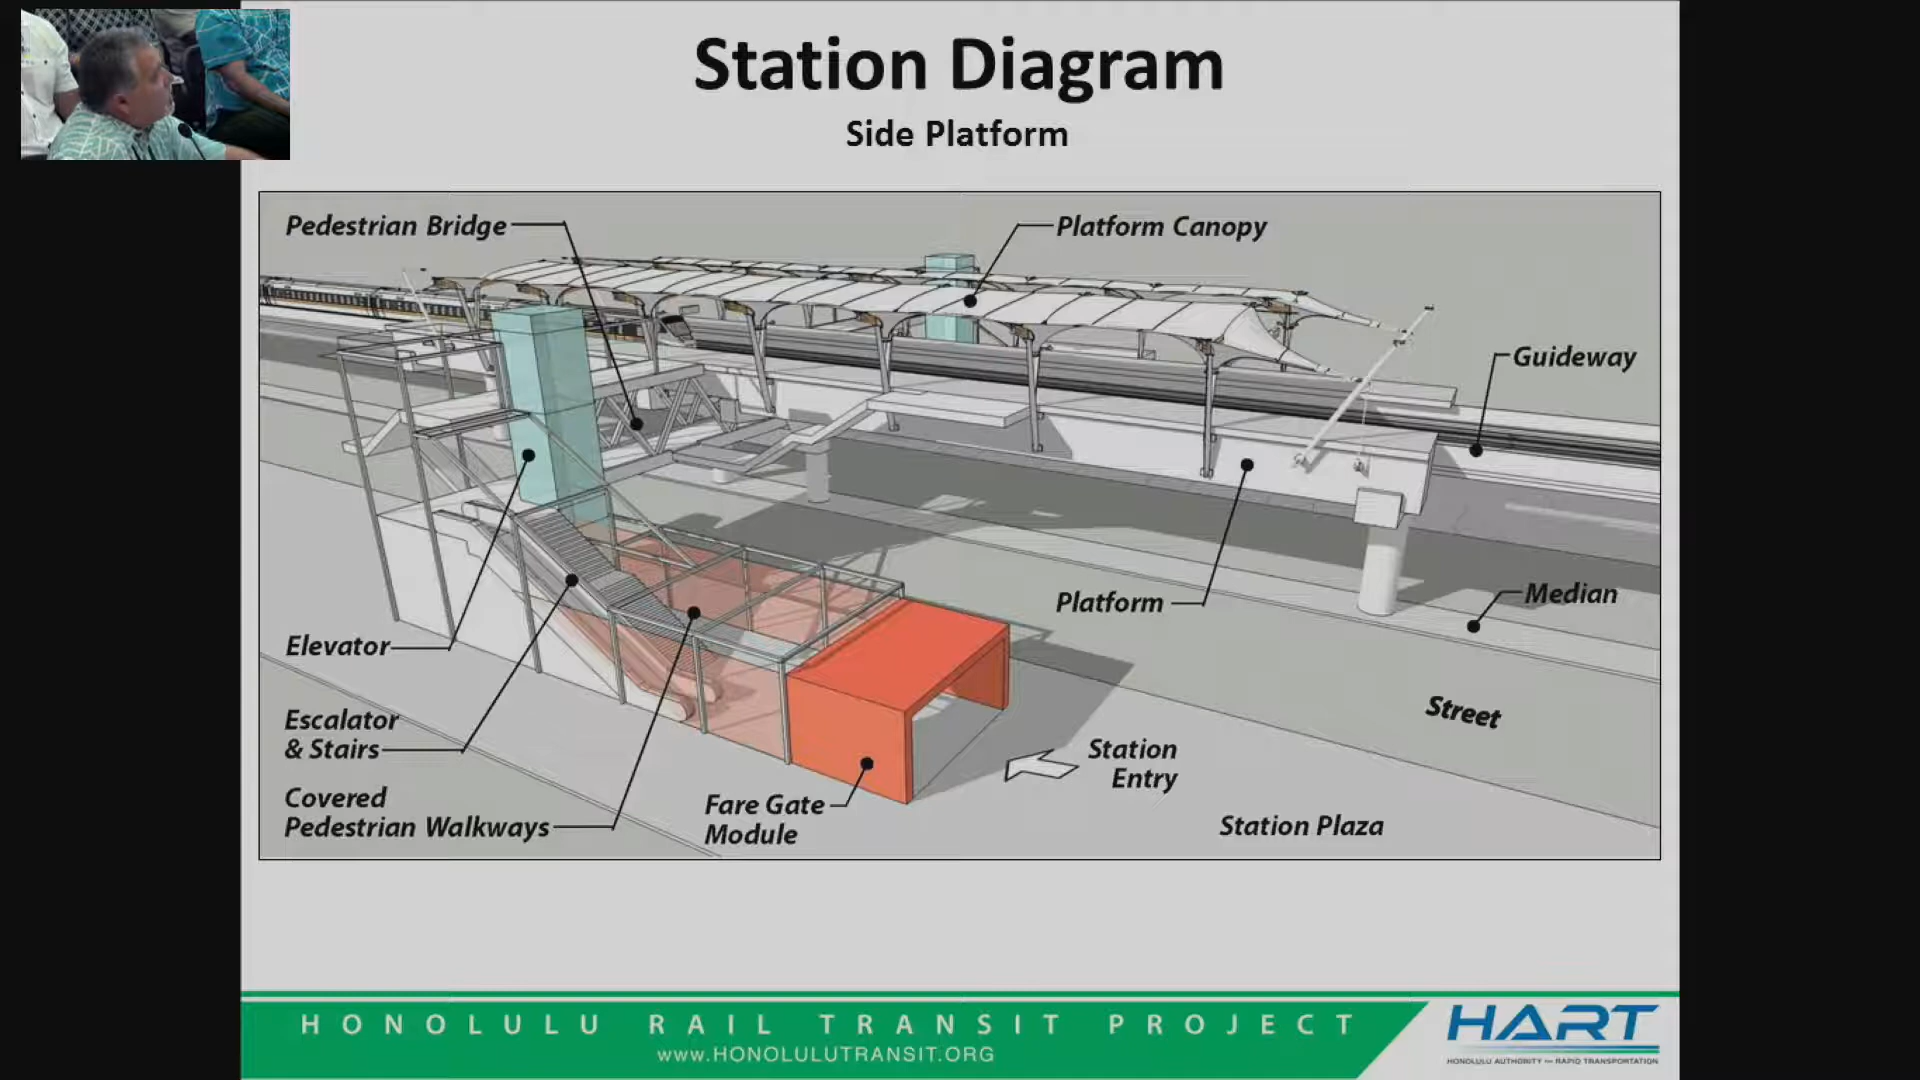 Station Diagram
Side Platform
Pedestrian Bridge
Platform Canopy
Guideway
Platform
Median
Elevator
Street
Escalator
& Stairs
Station
Entry
Covered
Pedestrian Walkways
Fare Gate
Module
Station Plaza
HONOLULU RAIL TRANSIT PROJECT
WWW.HONOLULUTRANSIT.ORG
HART
HONOLULU AUTHORITY FOR RAPID TRANSPORTATION